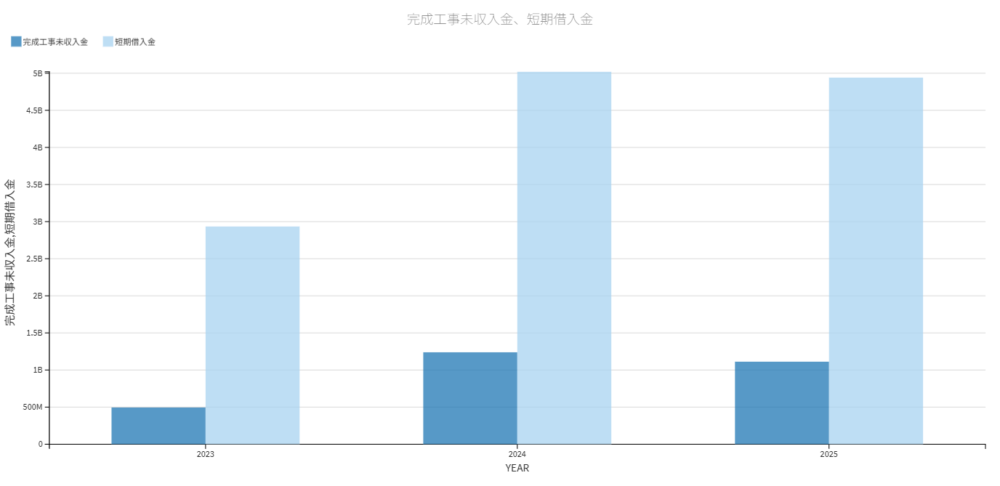 完成工事未収入金、短期借入金
完成工事未収入金
短期借入金
5B
4.5B
4B
3.5B
3B
2.5B
2B
1.5B
1B
500M
0
完成工事未収入金,短期借入金
2023
2024
2025
YEAR